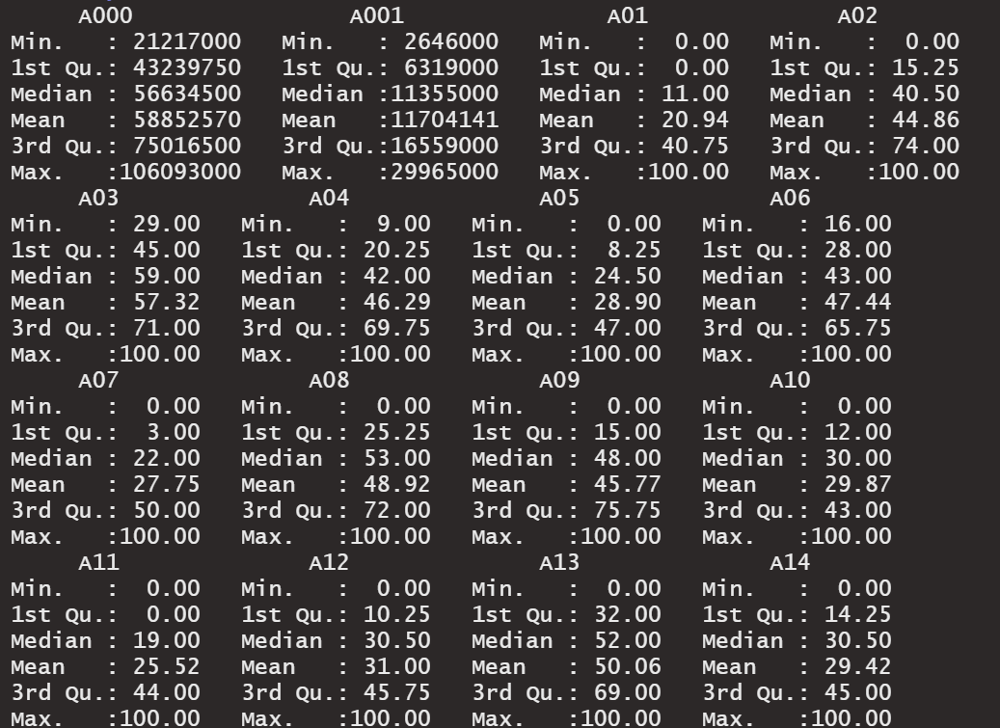 A000 A001 A01 A02
Min. : 21217000 Min. : 2646000 Min. : 0.00 Min. : 0.00
1st Qu.: 43239750 1st Qu.: 6319000 1st Qu.: 0.00 1st Qu.: 15.25
Median : 56634500 Median :11355000 Median : 11.00 Median : 40.50
Mean : 58852570 Mean :11704141 Mean : 20.94 Mean : 44.86
3rd Qu.: 75016500 3rd Qu.:16559000 3rd Qu.: 40.75 3rd Qu.: 74.00
Max. :106093000 Max. :29965000 Max. :100.00 Max. :100.00
A03 A04 A05 A06
Min. : 29.00 Min. : 9.00 Min. : 0.00 Min. : 16.00
1st Qu.: 45.00 1st Qu.: 20.25 1st Qu.: 8.25 1st Qu.: 28.00
Median : 59.00 Median : 42.00 Median : 24.50 Median : 43.00
Mean : 57.32 Mean : 46.29 Mean : 28.90 Mean : 47.44
3rd Qu.: 71.00 3rd Qu.: 69.75 3rd Qu.: 47.00 3rd Qu.: 65.75
Max. :100.00 Max. :100.00 Max. :100.00 Max. :100.00
A07 A08 A09 A10
Min. : 0.00 Min. : 0.00 Min. : 0.00 Min. : 0.00
1st Qu.: 3.00 1st Qu.: 25.25 1st Qu.: 15.00 1st Qu.: 12.00
Median : 22.00 Median : 53.00 Median : 48.00 Median : 30.00
Mean : 27.75 Mean : 48.92 Mean : 45.77 Mean : 29.87
3rd Qu.: 50.00 3rd Qu.: 72.00 3rd Qu.: 75.75 3rd Qu.: 43.00
Max. :100.00 Max. :100.00 Max. :100.00 Max. :100.00
A11 A12 A13 A14
Min. : 0.00 Min. : 0.00 Min. : 0.00 Min. : 0.00
1st Qu.: 0.00 1st Qu.: 10.25 1st Qu.: 32.00 1st Qu.: 14.25
Median : 19.00 Median : 30.50 Median : 52.00 Median : 30.50
Mean : 25.52 Mean : 31.00 Mean : 50.06 Mean : 29.42
3rd Qu.: 44.00 3rd Qu.: 45.75 3rd Qu.: 69.00 3rd Qu.: 45.00
Max. :100.00 Max. :100.00 Max. :100.00 Max. :100.00